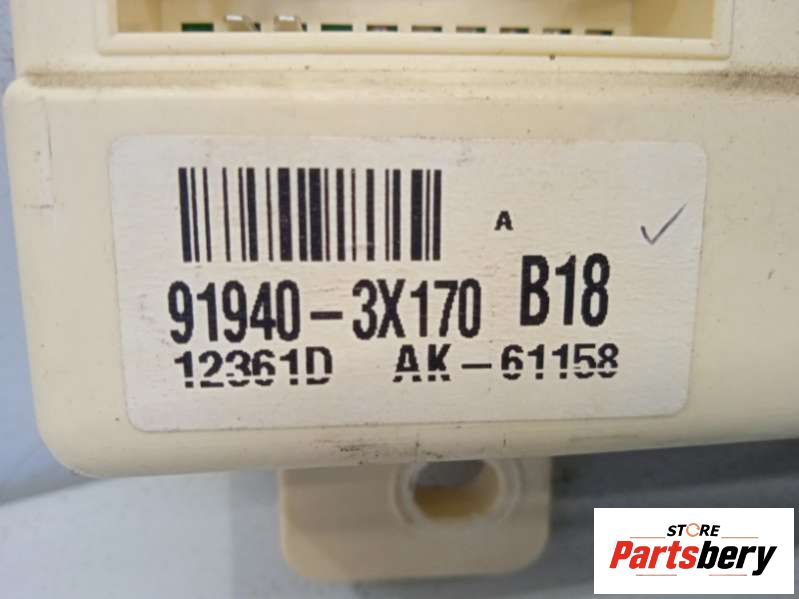 A
91940-3X170 B18
12361D AK-61158
STORE
Partsbery